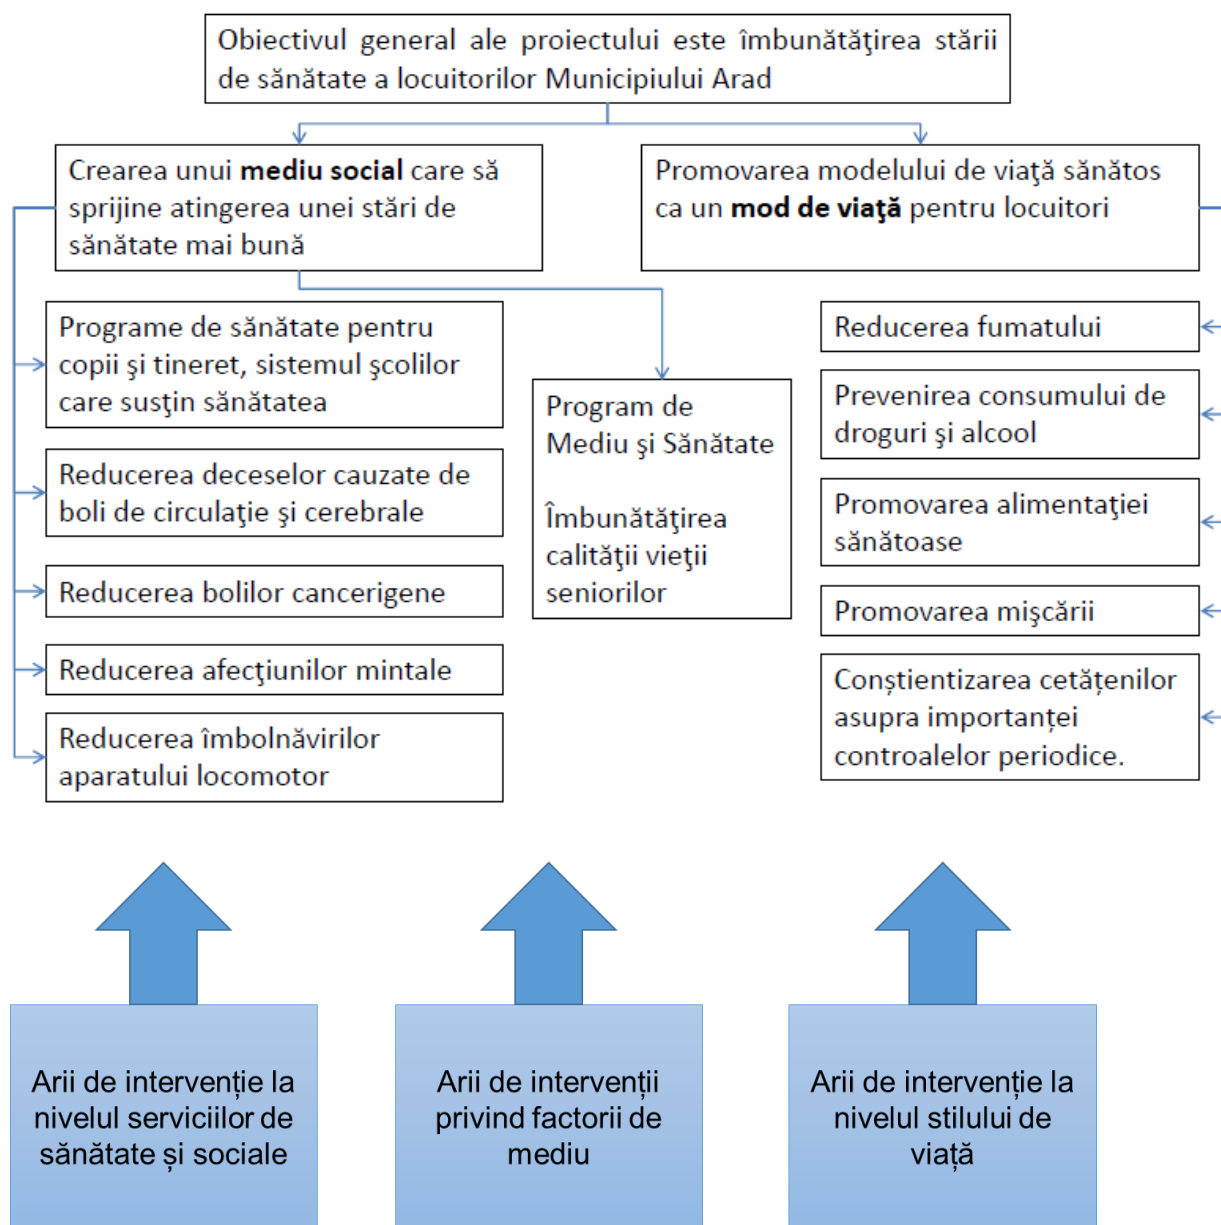 Obiectivul general ale proiectului este îmbunătăţirea stării
de sănătate a locuitorilor Municipiului Arad
Crearea unui mediu social care să
sprijine atingerea unei stări de
sănătate mai bună
Promovarea modelului de viaţă sănătos
ca un mod de viaţă pentru locuitori
Programe de sănătate pentru
copii şi tineret, sistemul şcolilor
care susţin sănătatea
Reducerea deceselor cauzate de
boli de circulaţie şi cerebrale
Reducerea bolilor cancerigene
Reducerea afecţiunilor mintale
Reducerea îmbolnăvirilor
aparatului locomotor
Program de
Mediu şi Sănătate
Îmbunătăţirea
calităţii vieţii
seniorilor
Reducerea fumatului
Prevenirea consumului de
droguri şi alcool
Promovarea alimentaţiei
sănătoase
Promovarea mişcării
Conștientizarea cetățenilor
asupra importanței
controalelor periodice.
Arii de intervenție la
nivelul serviciilor de
sănătate și sociale
Arii de intervenții
privind factorii de
mediu
Arii de intervenție la
nivelul stilului de
viață